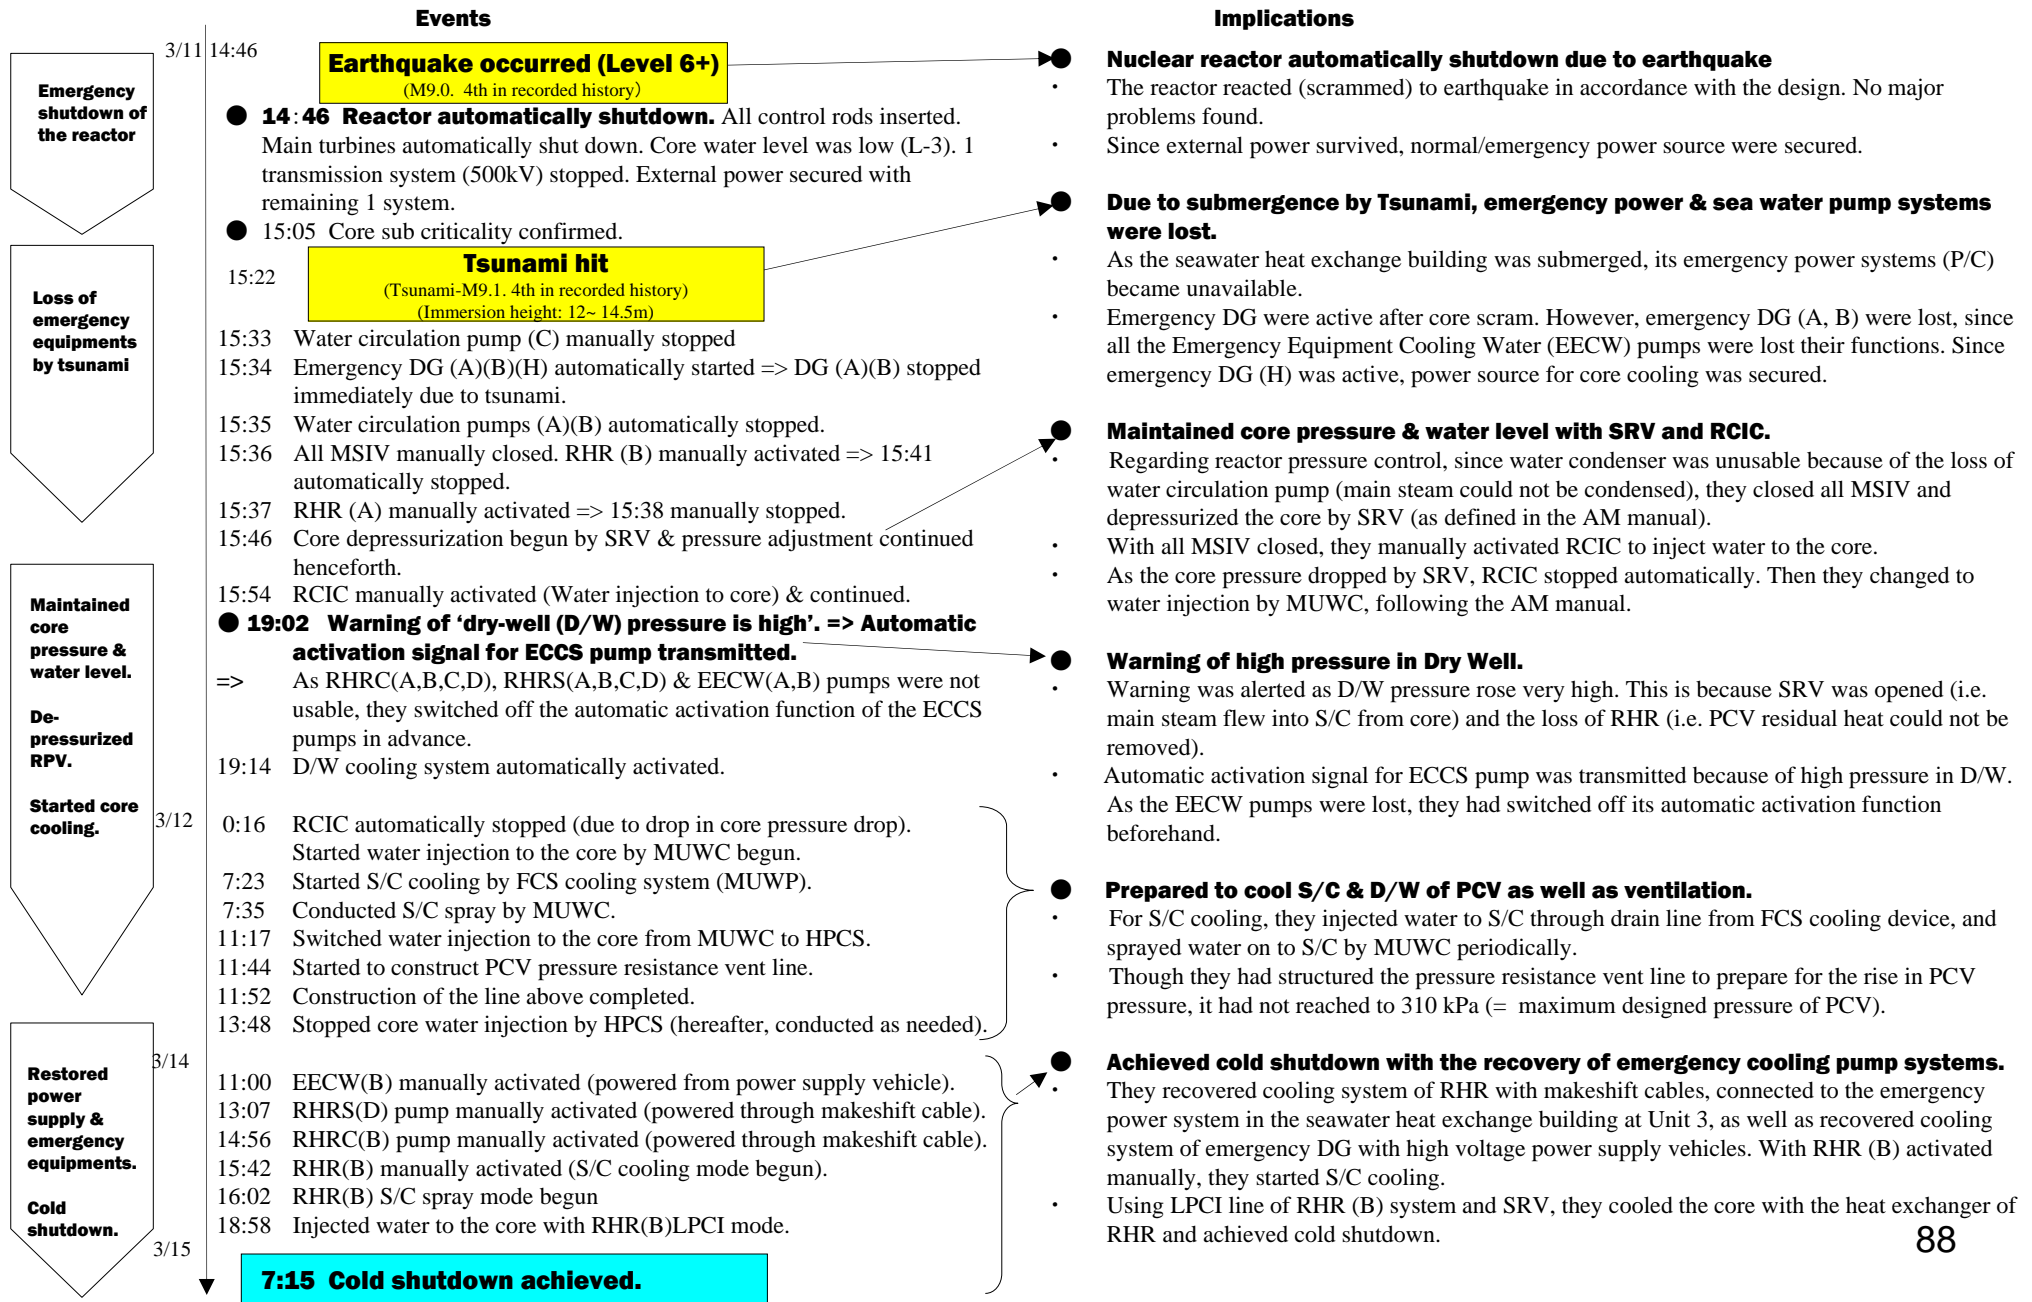 Events
Implications
Emergency
shutdown of
the reactor
Loss of
emergency
equipments
by tsunami
Maintained
core
pressure &
water level.
De-
pressurized
RPV.
Started core
cooling.
Restored
power
supply &
emergency
equipments.
Cold
shutdown.
3/11 14:46
Earthquake occurred (Level 6+)
(M9.0.  4th in recorded history)
● 14:46 Reactor automatically shutdown. All control rods inserted.
Main turbines automatically shut down. Core water level was low (L-3). 1
transmission system (500kV) stopped. External power secured with
remaining 1 system.
● 15:05 Core sub criticality confirmed.
15:22
Tsunami hit
(Tsunami-M9.1. 4th in recorded history)
(Immersion height: 12~ 14.5m)
15:33 Water circulation pump (C) manually stopped
15:34 Emergency DG (A)(B)(H) automatically started => DG (A)(B) stopped
immediately due to tsunami.
15:35 Water circulation pumps (A)(B) automatically stopped.
15:36 All MSIV manually closed. RHR (B) manually activated => 15:41
automatically stopped.
15:37 RHR (A) manually activated => 15:38 manually stopped.
15:46 Core depressurization begun by SRV & pressure adjustment continued
henceforth.
15:54 RCIC manually activated (Water injection to core) & continued.
● 19:02 Warning of ‘dry-well (D/W) pressure is high’. => Automatic
activation signal for ECCS pump transmitted.
=> As RHRC(A,B,C,D), RHRS(A,B,C,D) & EECW(A,B) pumps were not
usable, they switched off the automatic activation function of the ECCS
pumps in advance.
19:14 D/W cooling system automatically activated.
3/12
0:16 RCIC automatically stopped (due to drop in core pressure drop).
Started water injection to the core by MUWC begun.
7:23 Started S/C cooling by FCS cooling system (MUWP).
7:35 Conducted S/C spray by MUWC.
11:17 Switched water injection to the core from MUWC to HPCS.
11:44 Started to construct PCV pressure resistance vent line.
11:52 Construction of the line above completed.
13:48 Stopped core water injection by HPCS (hereafter, conducted as needed).
3/14
11:00 EECW(B) manually activated (powered from power supply vehicle).
13:07 RHRS(D) pump manually activated (powered through makeshift cable).
14:56 RHRC(B) pump manually activated (powered through makeshift cable).
15:42 RHR(B) manually activated (S/C cooling mode begun).
16:02 RHR(B) S/C spray mode begun
18:58 Injected water to the core with RHR(B)LPCI mode.
3/15
7:15 Cold shutdown achieved.
● Nuclear reactor automatically shutdown due to earthquake
・ The reactor reacted (scrammed) to earthquake in accordance with the design. No major
problems found.
・ Since external power survived, normal/emergency power source were secured.
● Due to submergence by Tsunami, emergency power & sea water pump systems
were lost.
・ As the seawater heat exchange building was submerged, its emergency power systems (P/C)
became unavailable.
・ Emergency DG were active after core scram. However, emergency DG (A, B) were lost, since
all the Emergency Equipment Cooling Water (EECW) pumps were lost their functions. Since
emergency DG (H) was active, power source for core cooling was secured.
● Maintained core pressure & water level with SRV and RCIC.
・ Regarding reactor pressure control, since water condenser was unusable because of the loss of
water circulation pump (main steam could not be condensed), they closed all MSIV and
depressurized the core by SRV (as defined in the AM manual).
・ With all MSIV closed, they manually activated RCIC to inject water to the core.
・ As the core pressure dropped by SRV, RCIC stopped automatically. Then they changed to
water injection by MUWC, following the AM manual.
● Warning of high pressure in Dry Well.
・ Warning was alerted as D/W pressure rose very high. This is because SRV was opened (i.e.
main steam flew into S/C from core) and the loss of RHR (i.e. PCV residual heat could not be
removed).
・ Automatic activation signal for ECCS pump was transmitted because of high pressure in D/W.
As the EECW pumps were lost, they had switched off its automatic activation function
beforehand.
● Prepared to cool S/C & D/W of PCV as well as ventilation.
・ For S/C cooling, they injected water to S/C through drain line from FCS cooling device, and
sprayed water on to S/C by MUWC periodically.
・ Though they had structured the pressure resistance vent line to prepare for the rise in PCV
pressure, it had not reached to 310 kPa (= maximum designed pressure of PCV).
● Achieved cold shutdown with the recovery of emergency cooling pump systems.
・ They recovered cooling system of RHR with makeshift cables, connected to the emergency
power system in the seawater heat exchange building at Unit 3, as well as recovered cooling
system of emergency DG with high voltage power supply vehicles. With RHR (B) activated
manually, they started S/C cooling.
・ Using LPCI line of RHR (B) system and SRV, they cooled the core with the heat exchanger of
RHR and achieved cold shutdown.
88